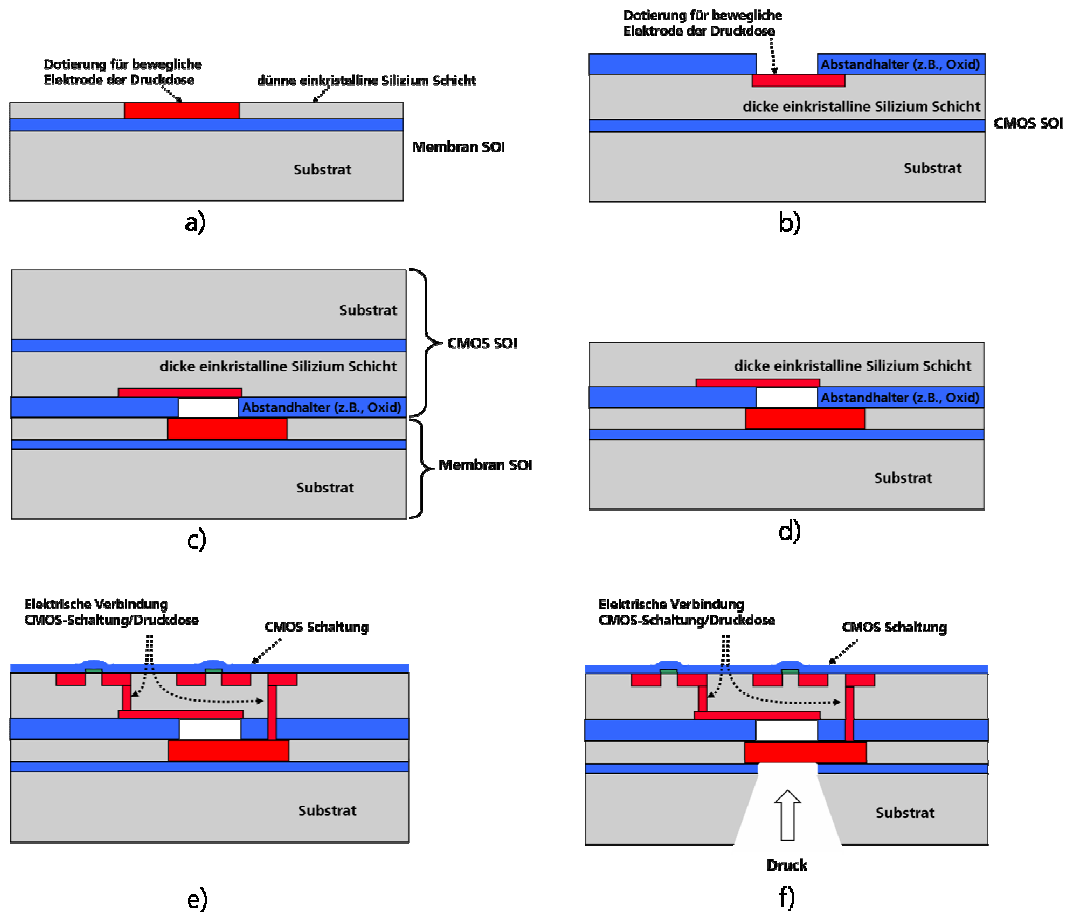 Dotierung für bewegliche
Elektrode der Druckdose
dünne einkristalline Silizium Schicht
Membran SOI
Substrat
a)
Dotierung für bewegliche
Elektrode der Druckdose
Abstandhalter (z.B., Oxid)
dicke einkristalline Silizium Schicht
CMOS SOI
Substrat
b)
Substrat
CMOS SOI
dicke einkristalline Silizium Schicht
Abstandhalter (z.B., Oxid)
Membran SOI
Substrat
c)
dicke einkristalline Silizium Schicht
Abstandhalter (z.B., Oxid)
Substrat
d)
Elektrische Verbindung
CMOS-Schaltung/Druckdose
CMOS Schaltung
Substrat
e)
Elektrische Verbindung
CMOS-Schaltung/Druckdose
CMOS Schaltung
Substrat
Druck
f)